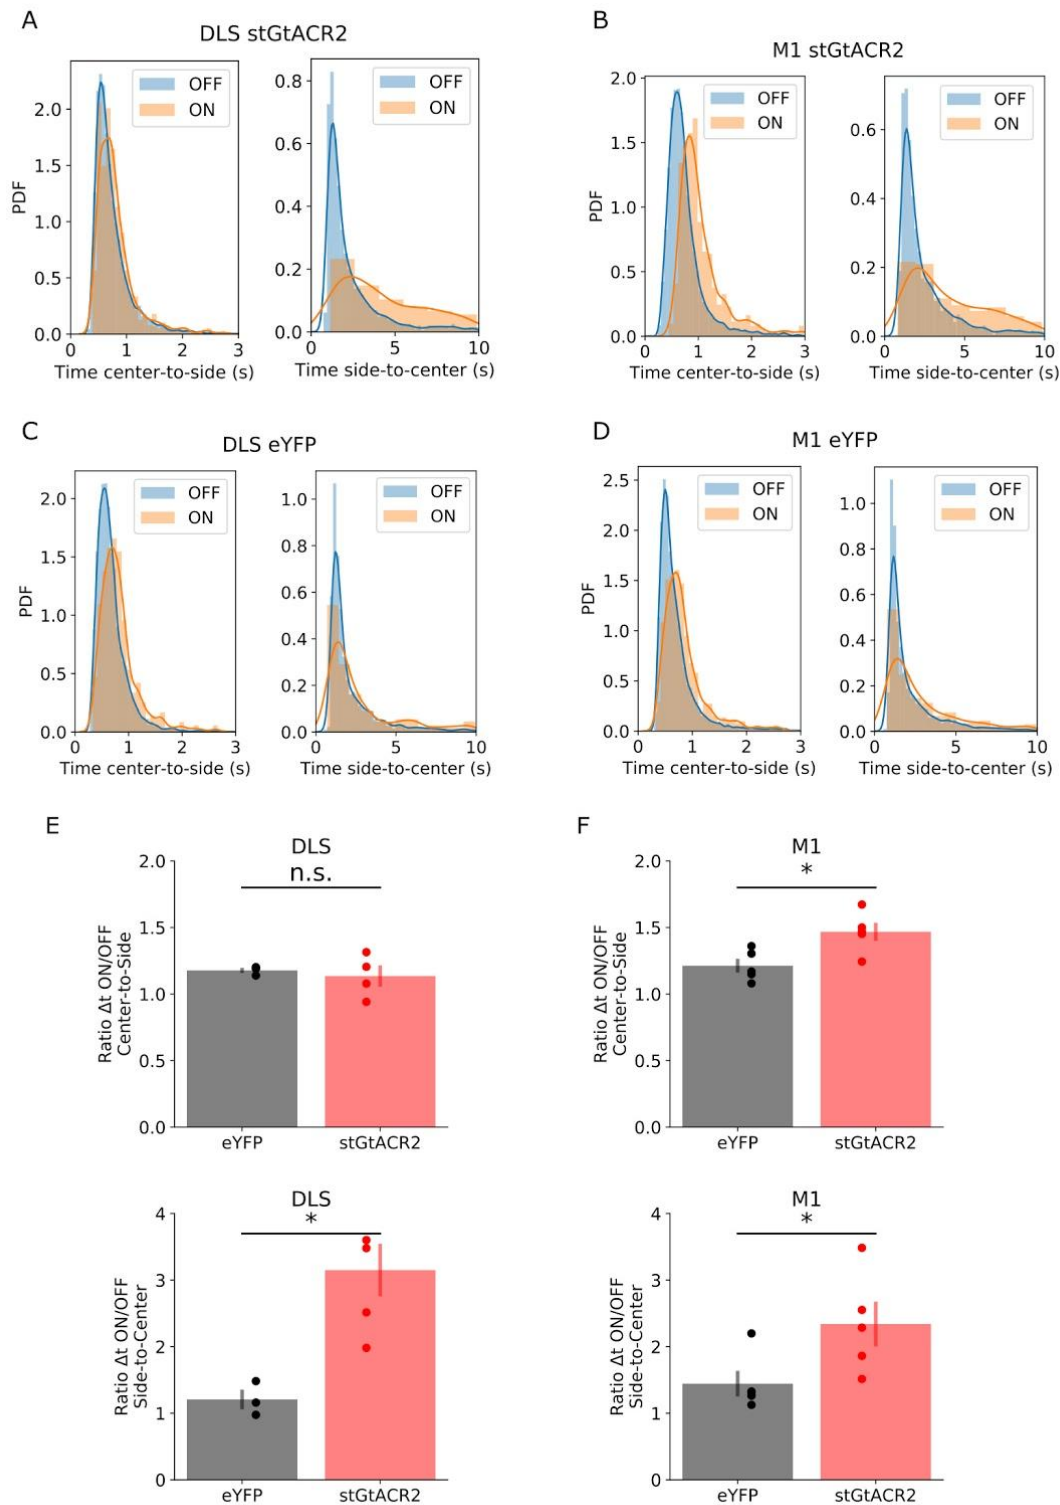 A
DLS stGtACR2
PDF
2.0
1.5
1.0
0.5
0.0
OFF
ON
0 1 2 3
Time center-to-side (s)
0.8
0.6
0.4
0.2
0.0
OFF
ON
0 5 10
Time side-to-center (s)
B
M1 stGtACR2
PDF
2.0
1.5
1.0
0.5
0.0
OFF
ON
0 1 2 3
Time center-to-side (s)
0.6
0.4
0.2
0.0
OFF
ON
0 5 10
Time side-to-center (s)
C
DLS eYFP
PDF
2.0
1.5
1.0
0.5
0.0
OFF
ON
0 1 2 3
Time center-to-side (s)
1.0
0.8
0.6
0.4
0.2
0.0
OFF
ON
0 5 10
Time side-to-center (s)
D
M1 eYFP
PDF
2.5
2.0
1.5
1.0
0.5
0.0
OFF
ON
0 1 2 3
Time center-to-side (s)
1.0
0.8
0.6
0.4
0.2
0.0
OFF
ON
0 5 10
Time side-to-center (s)
E
DLS
n.s.
Ratio Δt ON/OFF
Center-to-Side
2.0
1.5
1.0
0.5
0.0
eYFP stGtACR2
DLS
*
Ratio Δt ON/OFF
Side-to-Center
4
3
2
1
0
eYFP stGtACR2
F
M1
*
Ratio Δt ON/OFF
Center-to-Side
2.0
1.5
1.0
0.5
0.0
eYFP stGtACR2
M1
*
Ratio Δt ON/OFF
Side-to-Center
4
3
2
1
0
eYFP stGtACR2